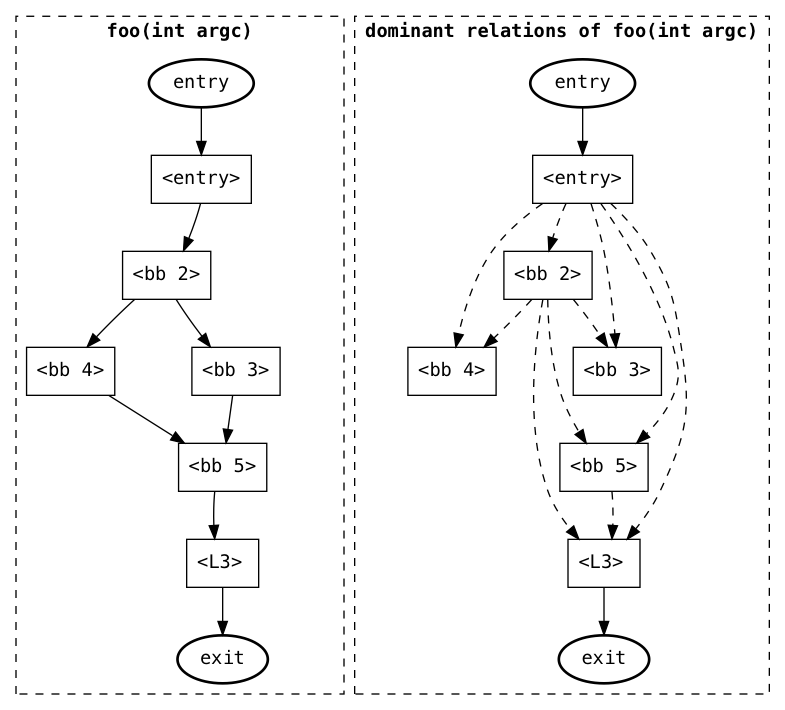 foo(int argc)
entry
<entry>
<bb 2>
<bb 4>
<bb 3>
<bb 5>
<L3>
exit
dominant relations of foo(int argc)
entry
<entry>
<bb 2>
<bb 4>
<bb 3>
<bb 5>
<L3>
exit